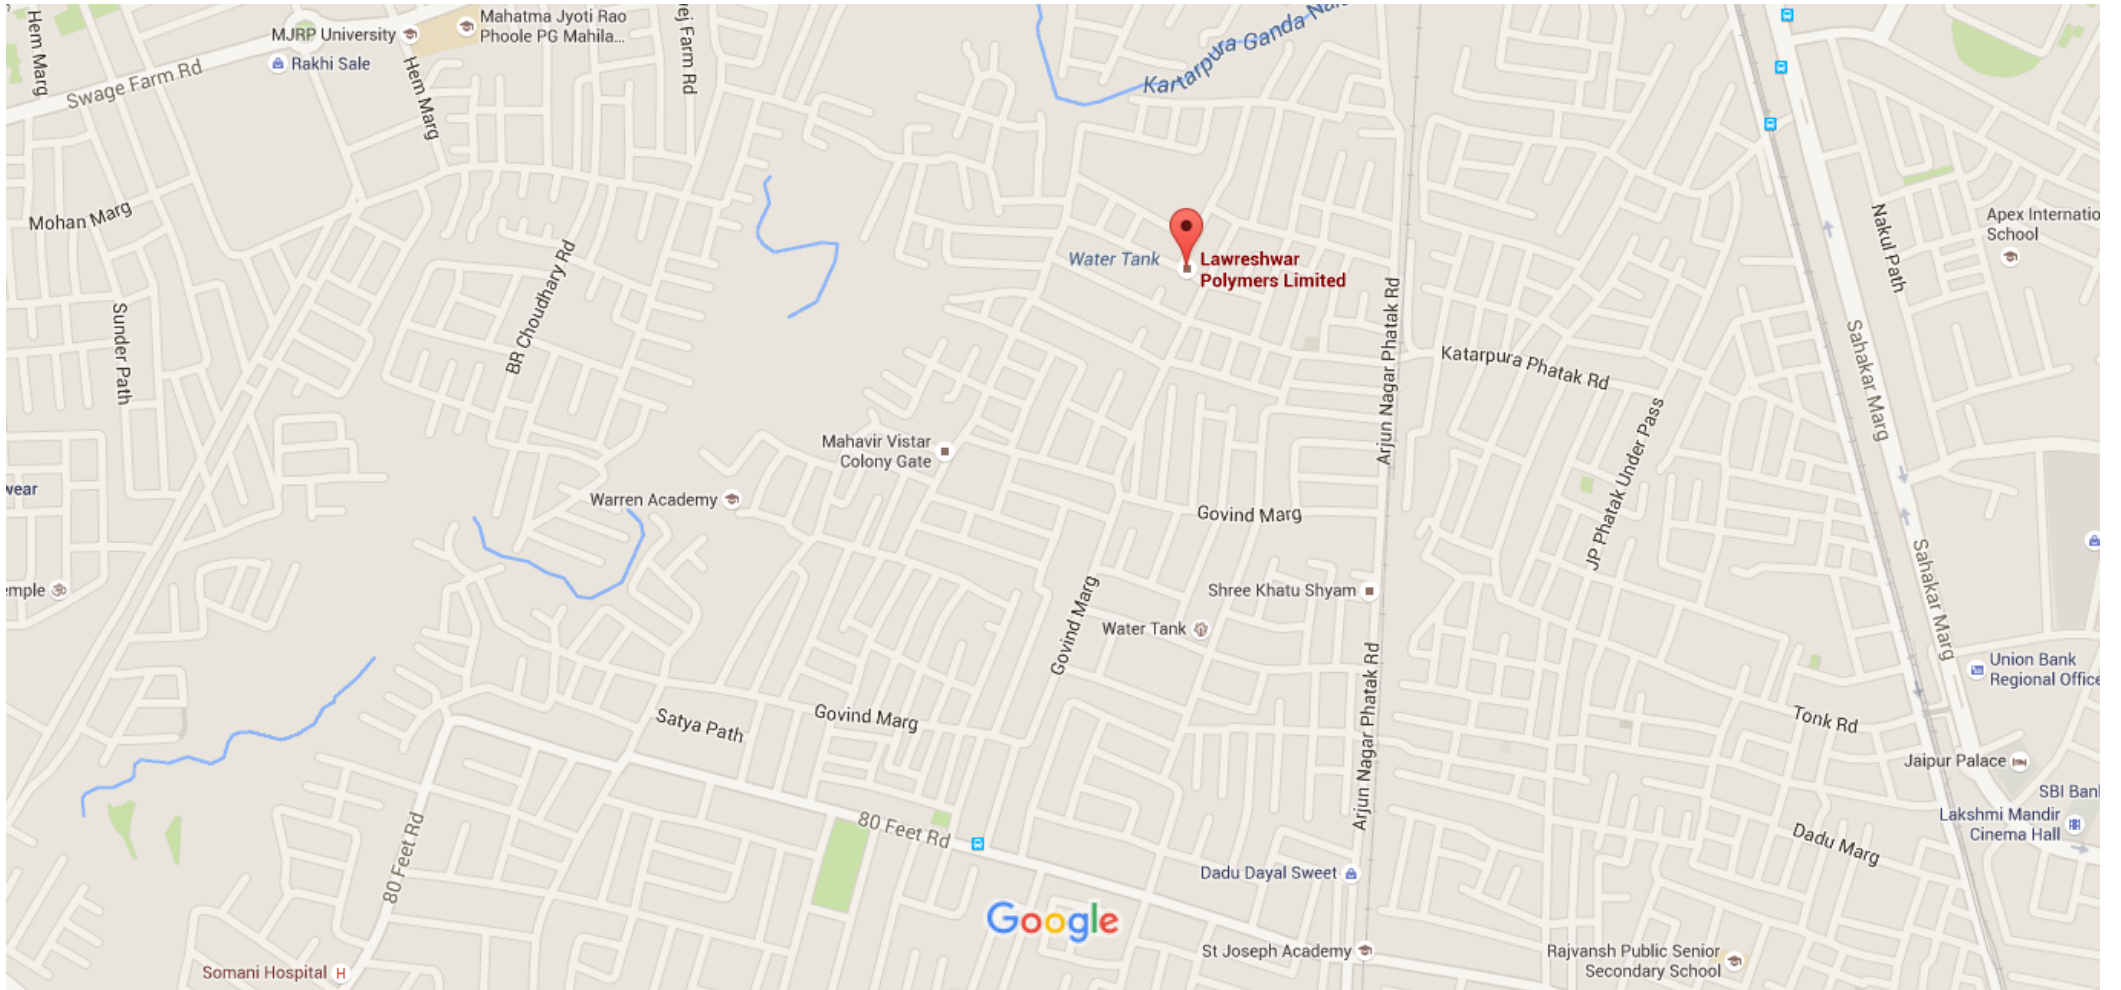 Hem Marg
MJRP University
Mahatma Jyoti Rao
Phoole PG Mahila...
Rakhi Sale
Swage Farm Rd
Hem Marg
ej Farm Rd
Kartarpura Ganda
Mohan Marg
BR Choudhary Rd
Sunder Path
Water Tank
Lawreshwar
Polymers Limited
Arjun Nagar Phatak Rd
Katarpura Phatak Rd
Nakul Path
Apex Internatio
School
Sahakar Marg
JP Phatak Under Pass
Mahavir Vistar
Colony Gate
wear
Warren Academy
Govind Marg
emple
Shree Khatu Shyam
Water Tank
Govind Marg
Sahakar Marg
Union Bank
Regional Office
Satya Path
Govind Marg
Arjun Nagar Phatak Rd
Tonk Rd
Jaipur Palace
SBI Ban
Lakshmi Mandir
Cinema Hall
Dadu Marg
80 Feet Rd
80 Feet Rd
Dadu Dayal Sweet
Google
St Joseph Academy
Rajvansh Public Senior
Secondary School
Somani Hospital
H